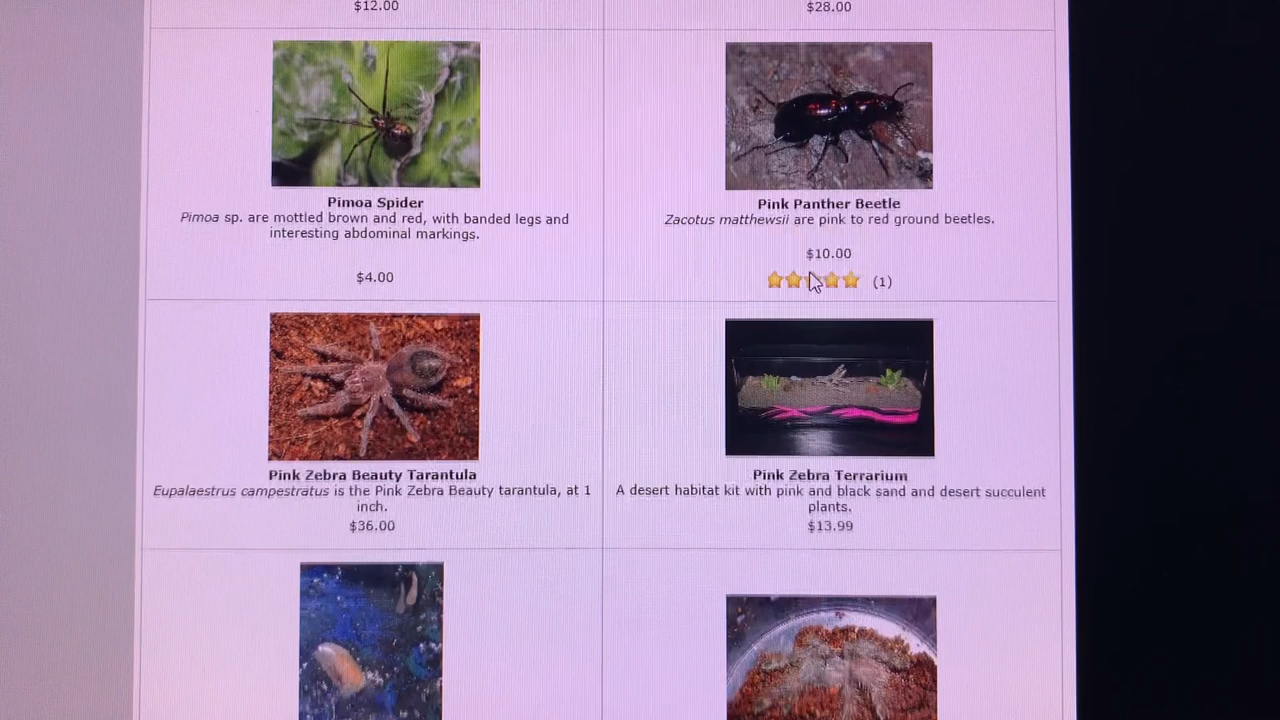 $12.00
$28.00
Pimoa Spider
Pimoa sp. are mottled brown and red, with banded legs and
interesting abdominal markings.
$4.00
Pink Panther Beetle
Zacotus matthewsii are pink to red ground beetles.
$10.00
(1)
Pink Zebra Beauty Tarantula
Eupalaestrus campestratus is the Pink Zebra Beauty tarantula, at 1
inch.
$36.00
Pink Zebra Terrarium
A desert habitat kit with pink and black sand and desert succulent
plants.
$13.99